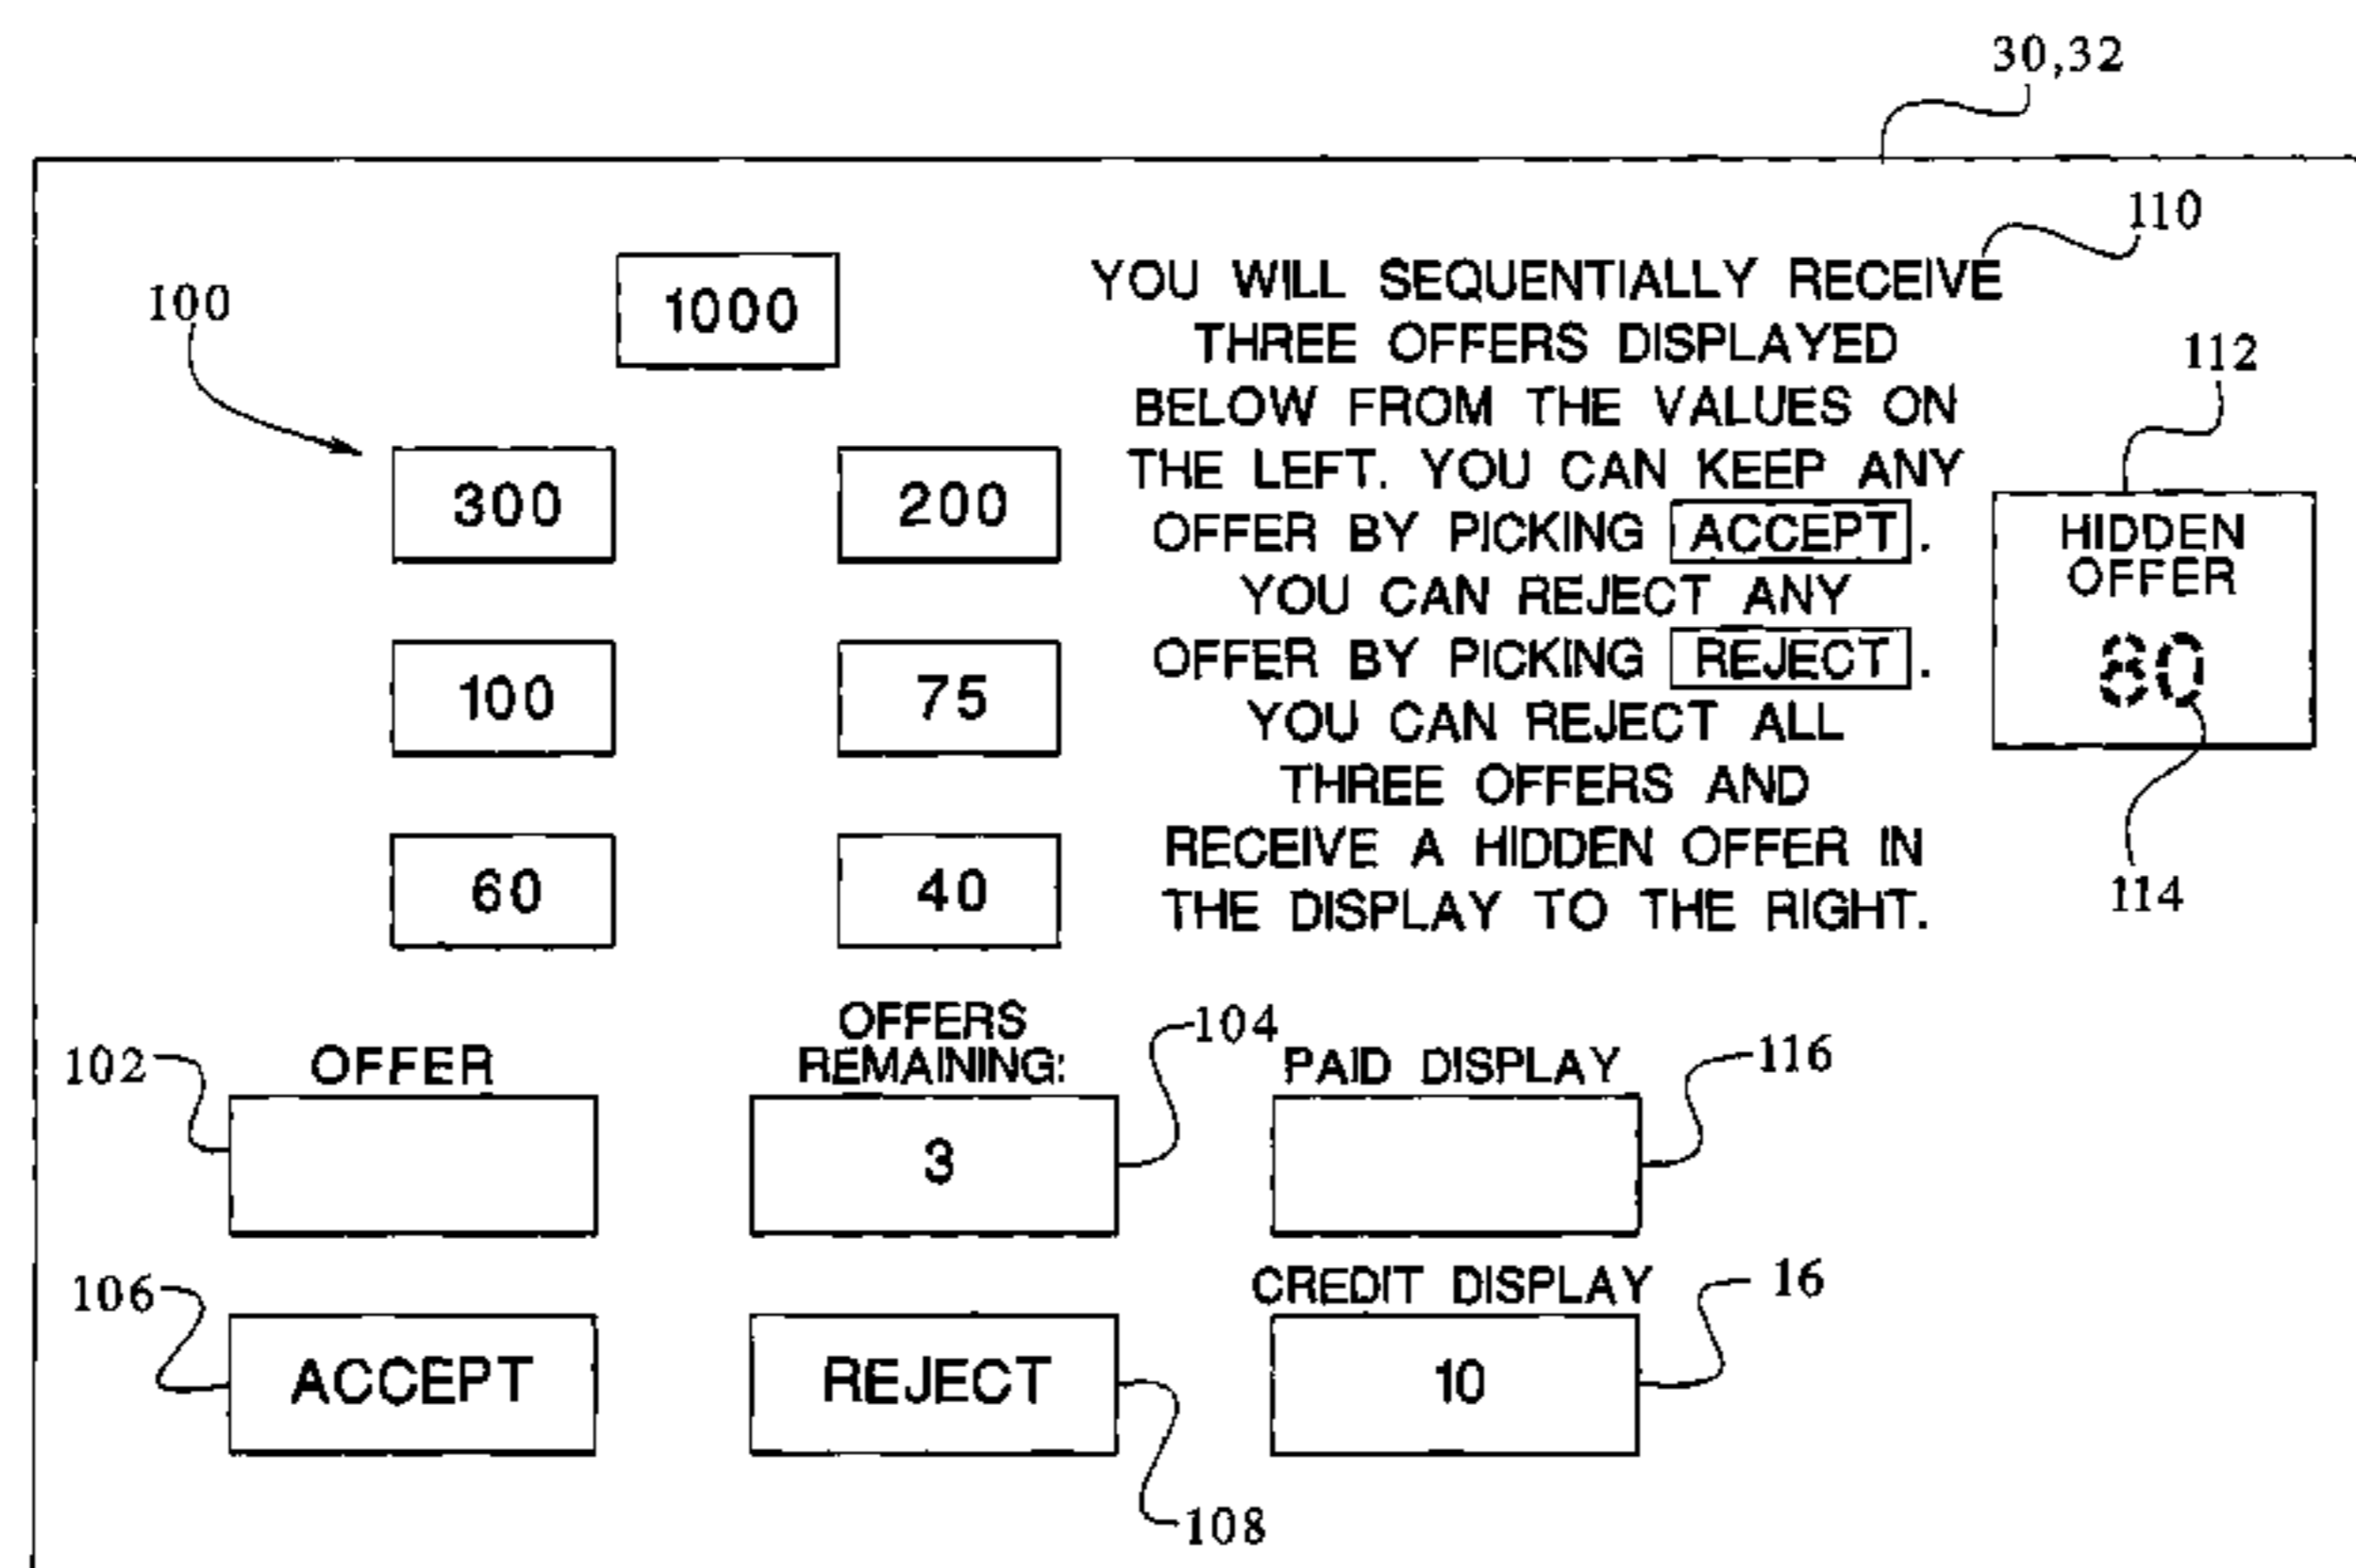 30,32
110
100
1000
YOU WILL SEQUENTIALLY RECEIVE
THREE OFFERS DISPLAYED
BELOW FROM THE VALUES ON
THE LEFT. YOU CAN KEEP ANY
OFFER BY PICKING ACCEPT.
YOU CAN REJECT ANY
OFFER BY PICKING REJECT.
YOU CAN REJECT ALL
THREE OFFERS AND
RECEIVE A HIDDEN OFFER IN
THE DISPLAY TO THE RIGHT.
112
HIDDEN
OFFER
80
114
300 200
100 75
60 40
102
OFFER
OFFERS
REMAINING:
3
104
PAID DISPLAY
116
106
ACCEPT
REJECT
108
CREDIT DISPLAY
10
16